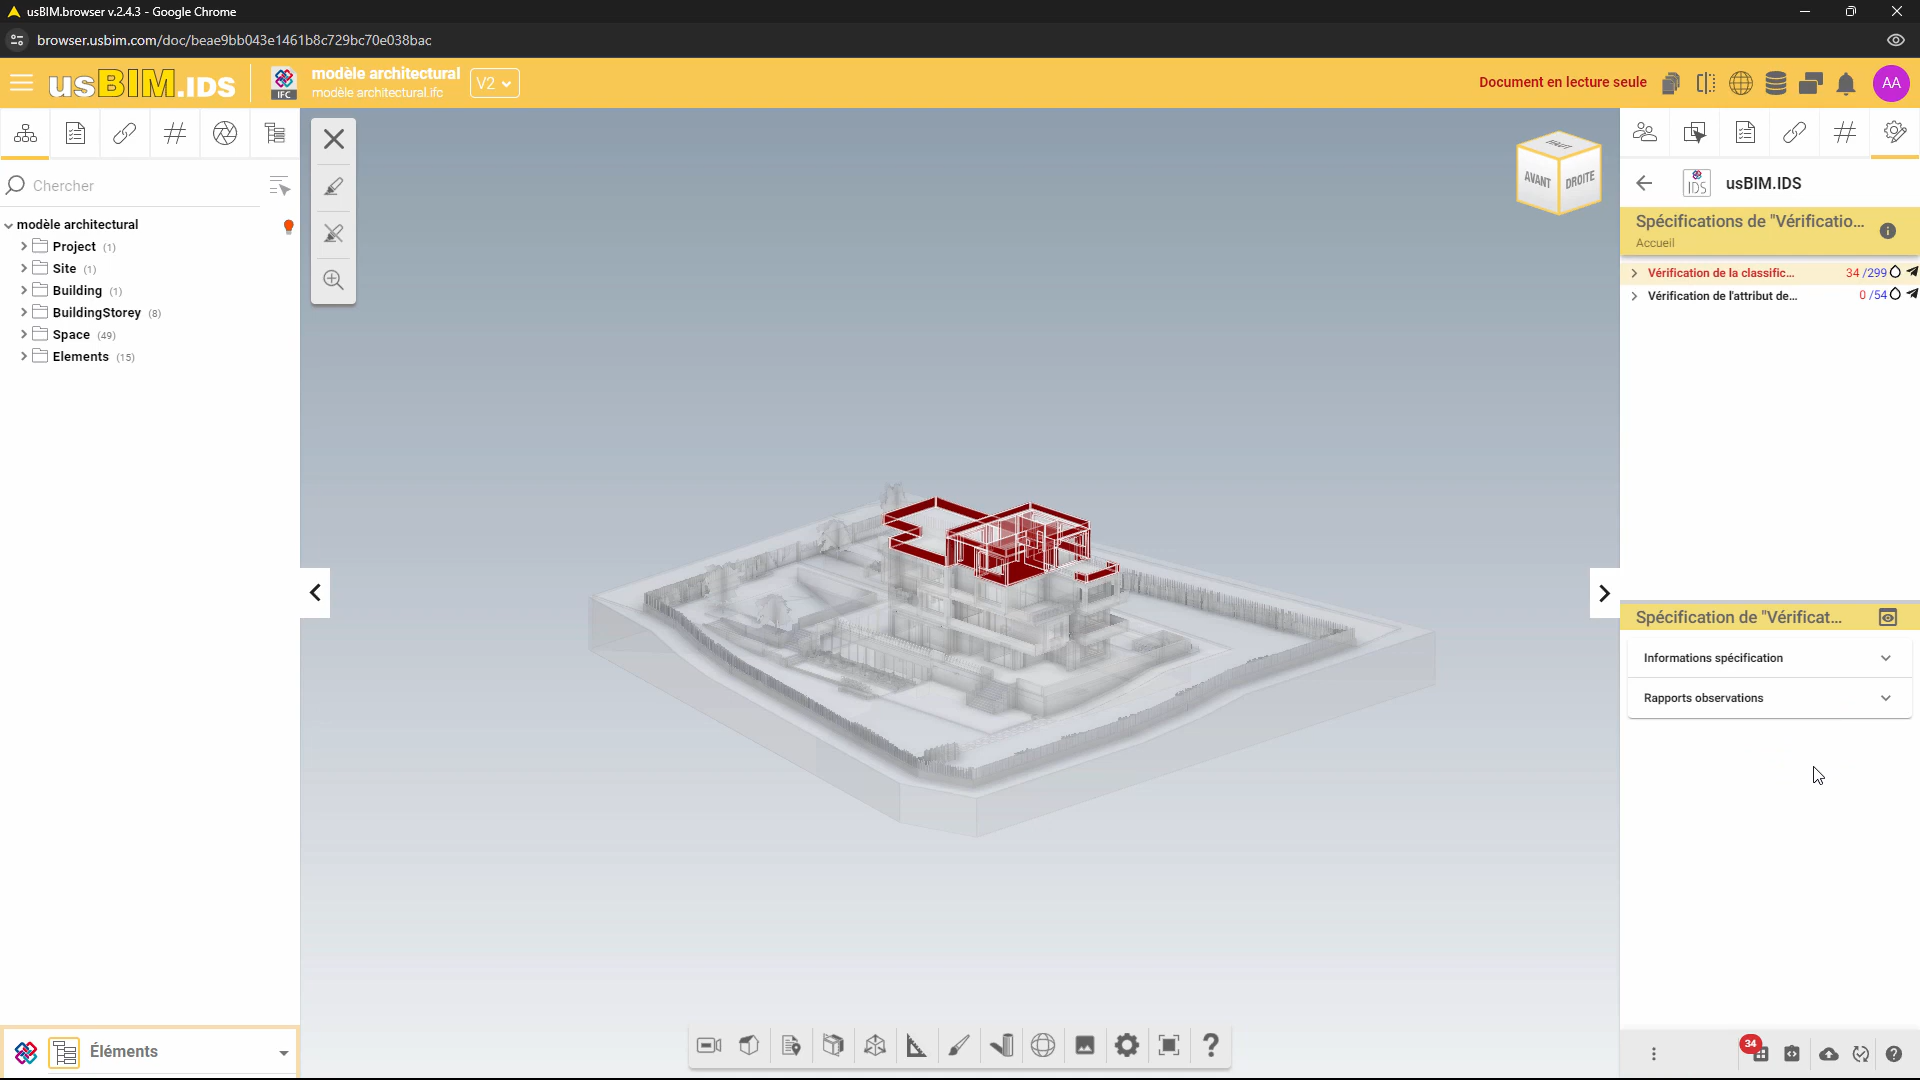 usBIM.browser v.2.4.3 - Google Chrome
browser.usbim.com/doc/beae9bb043e1461b8c729bc70e038bac
usBIM.IDS
IFC
modèle architectural
modèle architectural.ifc
V2
Document en lecture seule
AA
Chercher
modèle architectural
Project (1)
Site (1)
Building (1)
BuildingStorey (8)
Space (49)
Elements (15)
HAUT
AVANT
DROITE
IDS
usBIM.IDS
Spécifications de "Vérificatio...
Accueil
Vérification de la classific... 34 /299
Vérification de l'attribut de... 0 /54
Spécification de "Vérificat...
Informations spécification
Rapports observations
Éléments
34